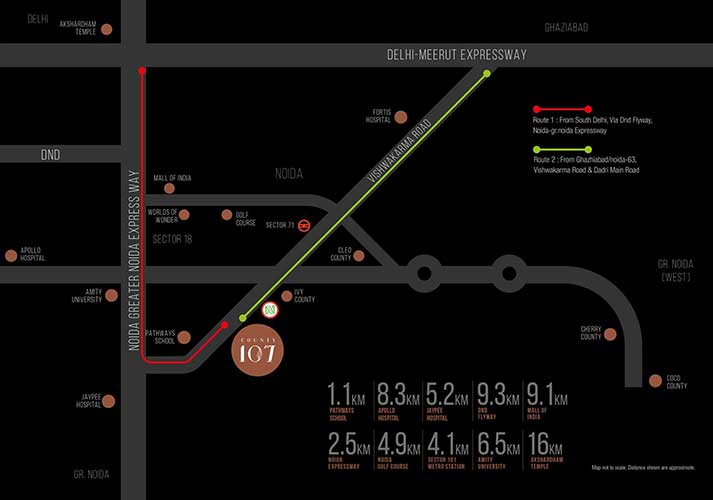 DELHI
AKSHARDHAM
TEMPLE
GHAZIABAD
DELHI-MEERUT EXPRESSWAY
FORTIS
HOSPITAL
VISHWAKARMA ROAD
Route 1 : From South Delhi, Via Dnd Flyway,
Noida-gr.noida Expressway
Route 2 : From Ghaziabad/noida-63,
Vishwakarma Road & Dadri Main Road
DND
MALL OF INDIA
NOIDA
WORLDS OF
WONDER
GOLF
COURSE
SECTOR 71
SECTOR 18
NOIDA GREATER NOIDA EXPRESS WAY
APOLLO
HOSPITAL
CLEO
COUNTY
GR. NOIDA
(WEST)
AMITY
UNIVERSITY
IVY
COUNTY
PATHWAYS
SCHOOL
COUNTY
107
CHERRY
COUNTY
COCO
COUNTY
JAYPEE
HOSPITAL
GR. NOIDA
1.1KM
PATHWAYS
SCHOOL
8.3KM
APOLLO
HOSPITAL
5.2KM
JAYPEE
HOSPITAL
9.3KM
DND
FLYWAY
9.1KM
MALL OF
INDIA
2.5KM
NOIDA
EXPRESSWAY
4.9KM
NOIDA
GOLF COURSE
4.1KM
SECTOR 101
METRO STATION
6.5KM
AMITY
UNIVERSITY
16KM
AKSHARDHAM
TEMPLE
Map not to scale. Distance shown are approximate.